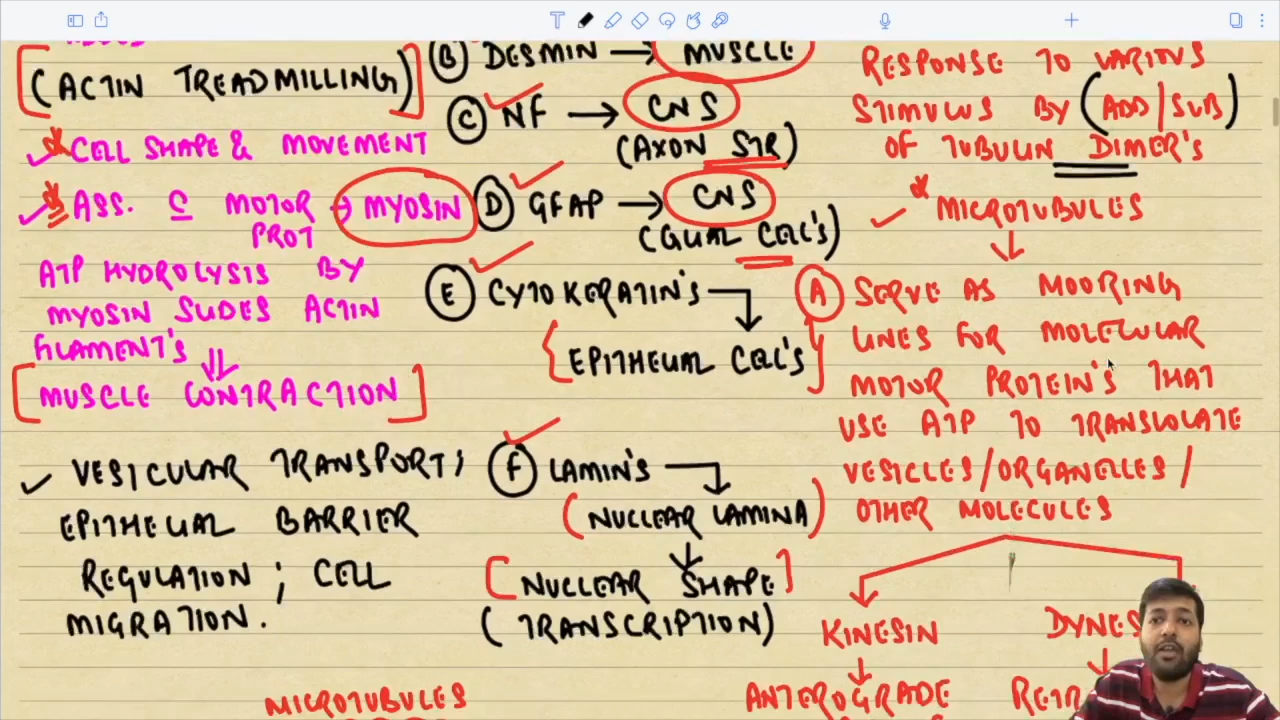 (ACTIN TREADMILLING)
CELL SHAPE & MOVEMENT
ASS. C MOTOR → MYOSIN
PROT
ATP HYDROLYSIS BY
MYOSIN SLIDES ACTIN
FILAMENT'S
[MUSCLE CONTRACTION]
VESICULAR TRANSPORT;
EPITHELIAL BARRIER
REGULATION ; CELL
MIGRATION.
(B) DESMIN → MUSCLE
(C) NF → CNS
(AXON STR)
(D) GFAP → CNS
(GLIAL CELL'S)
(E) CYTOKERATIN'S
{EPITHELIAL CELL'S}
(F) LAMIN'S
(NUCLEAR LAMINA)
[NUCLEAR SHAPE]
(TRANSCRIPTION)
MICROTUBULES
RESPONSE TO VARIOUS
STIMULUS BY (ADD/SUB)
OF TUBULIN DIMER'S
MICROTUBULES
(A) SERVE AS MOORING
LINES FOR MOLECULAR
MOTOR PROTEIN'S THAT
USE ATP TO TRANSLOLATE
VESICLES/ORGANELLES/
OTHER MOLECULES
KINESIN
DYNES
ANTEROGRADE